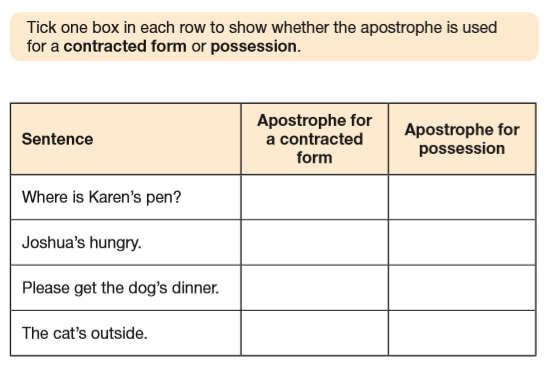 Tick one box in each row to show whether the apostrophe is used
for a contracted form or possession.
Sentence
Apostrophe for
a contracted
form
Apostrophe for
possession
Where is Karen’s pen?
Joshua’s hungry.
Please get the dog’s dinner.
The cat’s outside.